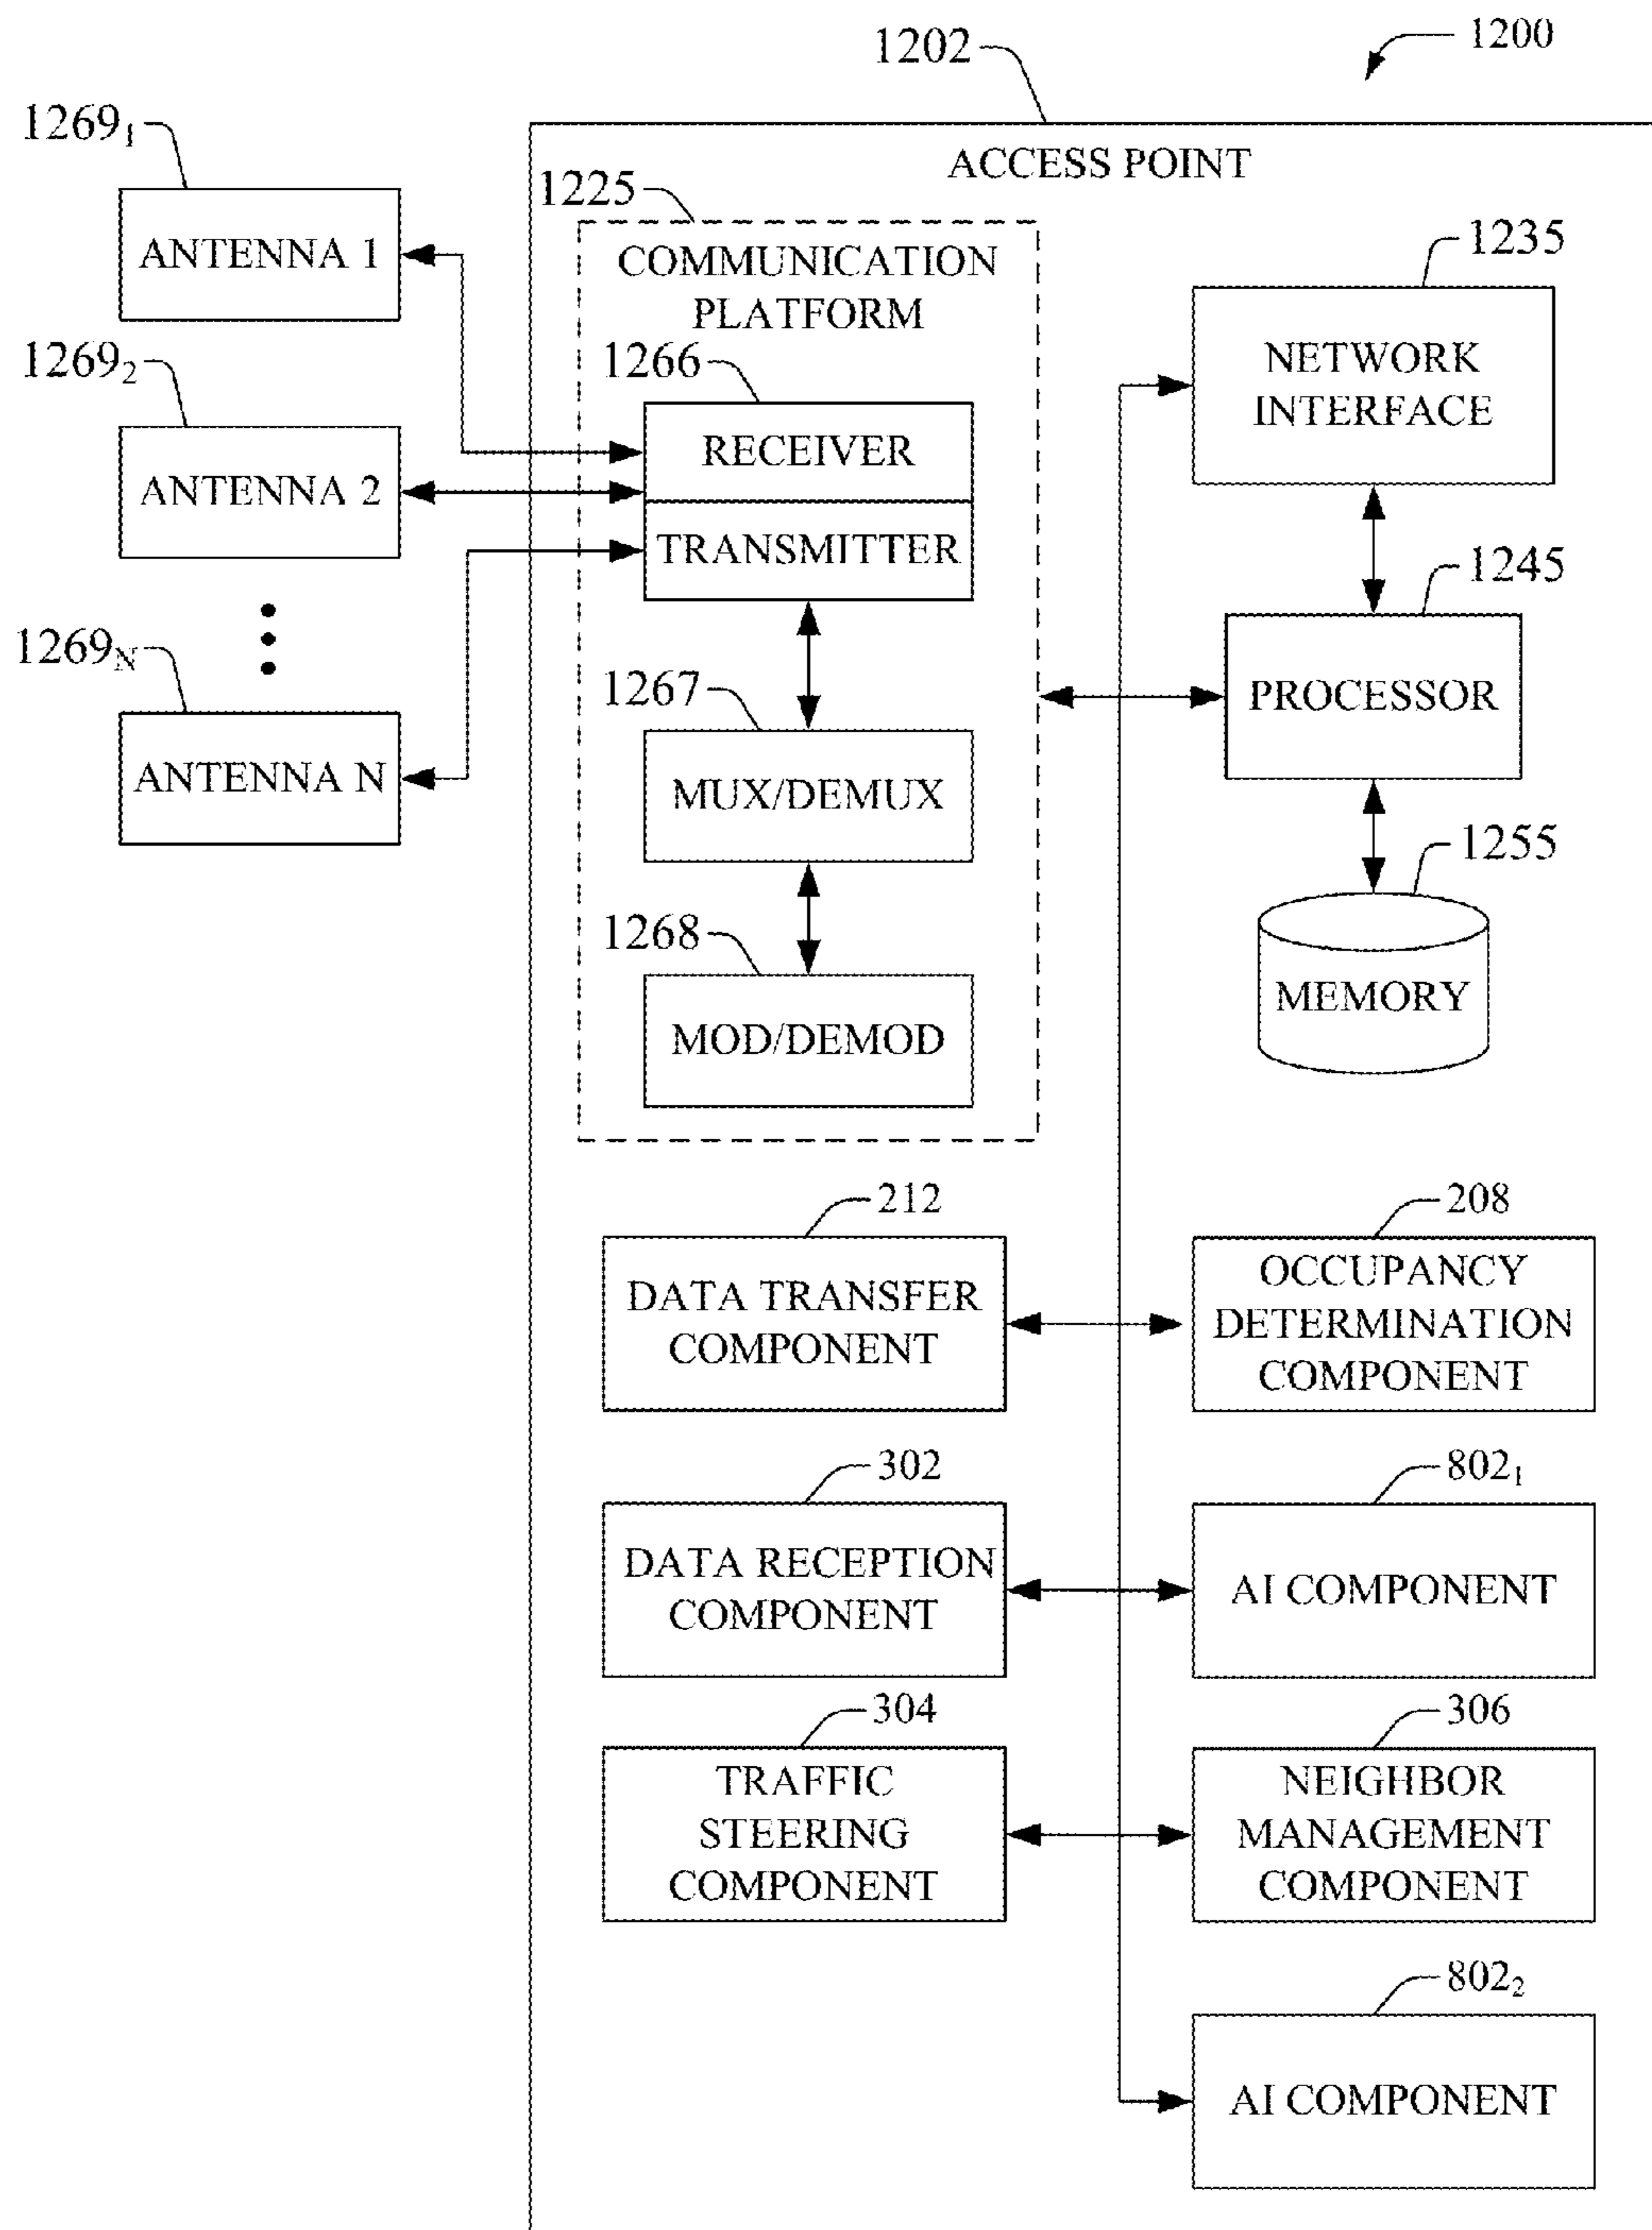 1200
1202
ACCESS POINT
1269₁
ANTENNA 1
1269₂
ANTENNA 2
1269N
ANTENNA N
1225
COMMUNICATION
PLATFORM
1266
RECEIVER
TRANSMITTER
1267
MUX/DEMUX
1268
MOD/DEMOD
1235
NETWORK
INTERFACE
1245
PROCESSOR
1255
MEMORY
212
DATA TRANSFER
COMPONENT
208
OCCUPANCY
DETERMINATION
COMPONENT
302
DATA RECEPTION
COMPONENT
802₁
AI COMPONENT
304
TRAFFIC
STEERING
COMPONENT
306
NEIGHBOR
MANAGEMENT
COMPONENT
802₂
AI COMPONENT